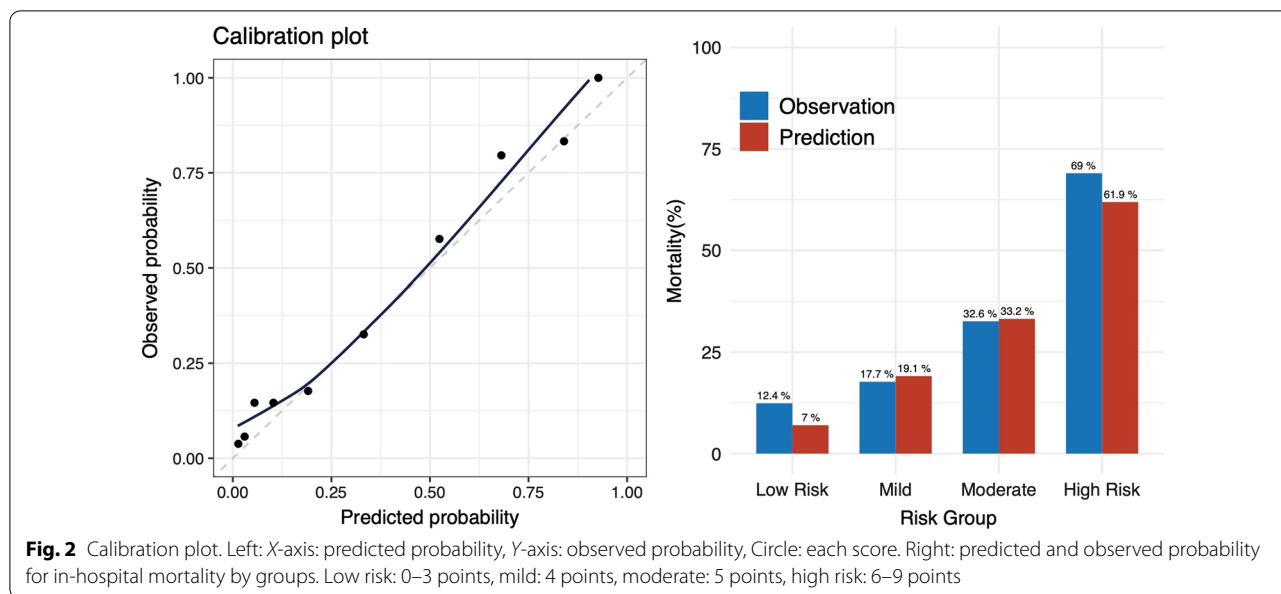 Calibration plot
1.00
0.75
0.50
0.25
0.00
Observed probability
0.00 0.25 0.50 0.75 1.00
Predicted probability
100
75
50
25
0
Mortality(%)
Observation
Prediction
12.4 %
7 %
17.7 %
19.1 %
32.6 %
33.2 %
69 %
61.9 %
Low Risk Mild Moderate High Risk
Risk Group
Fig. 2 Calibration plot. Left: X-axis: predicted probability, Y-axis: observed probability, Circle: each score. Right: predicted and observed probability
for in-hospital mortality by groups. Low risk: 0–3 points, mild: 4 points, moderate: 5 points, high risk: 6–9 points